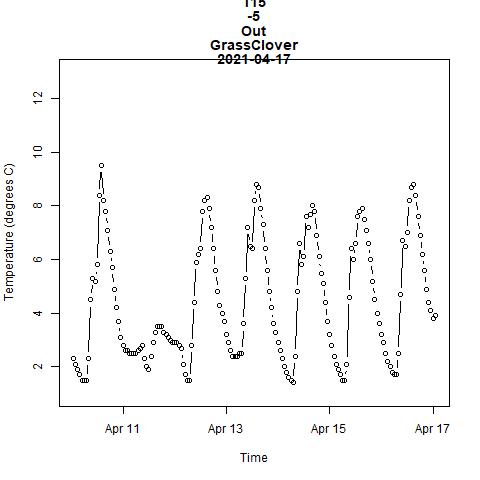 T15
-5
Out
GrassClover
2021-04-17
Temperature (degrees C)
12
10
8
6
4
2
Apr 11
Apr 13
Apr 15
Apr 17
Time